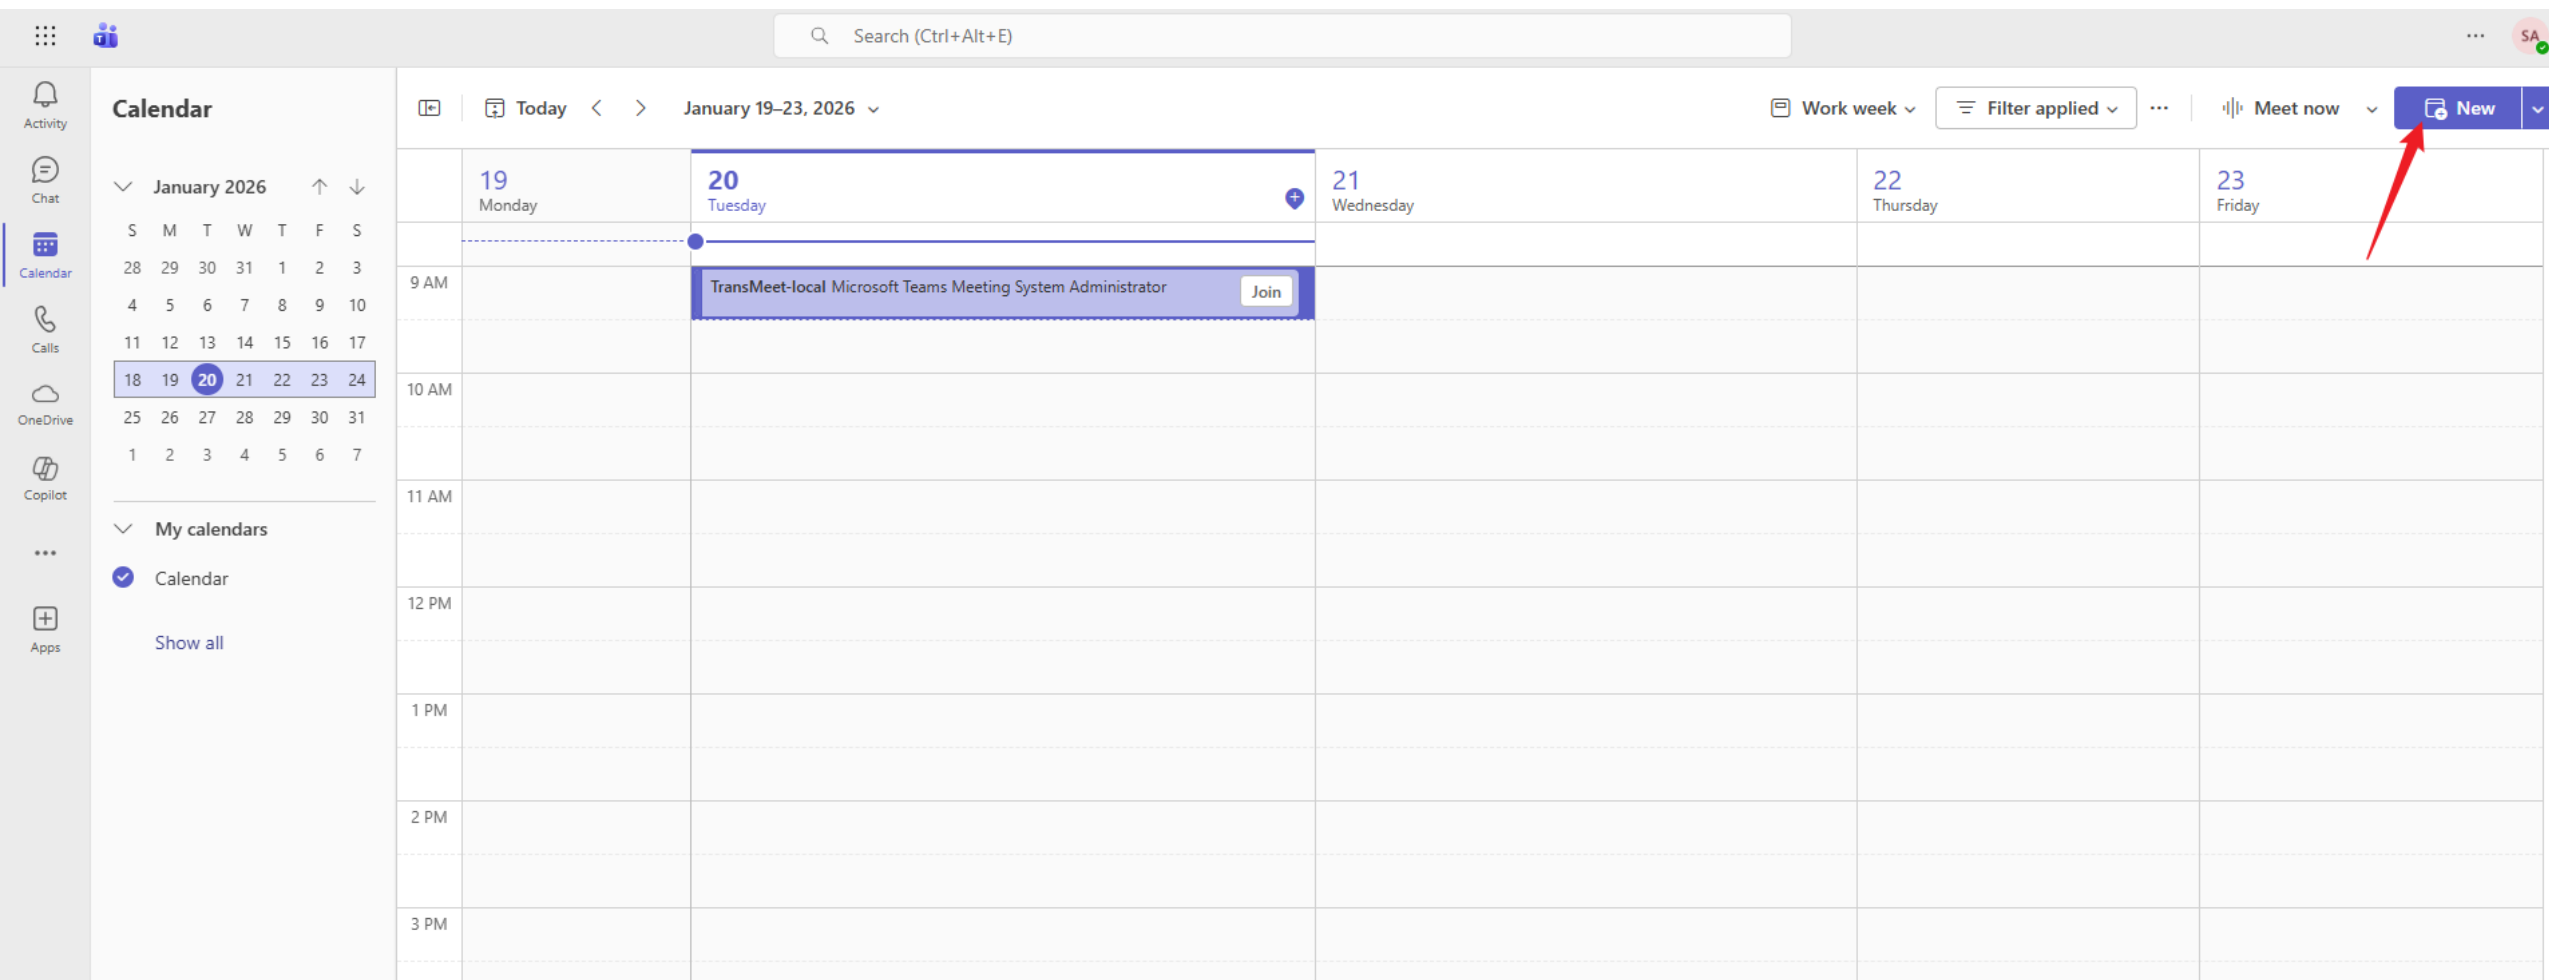 Search (Ctrl+Alt+E)
SA
Activity
Chat
Calendar
Calls
OneDrive
Copilot
Apps
Calendar
January 2026
S M T W T F S
28 29 30 31 1 2 3
4 5 6 7 8 9 10
11 12 13 14 15 16 17
18 19 20 21 22 23 24
25 26 27 28 29 30 31
1 2 3 4 5 6 7
My calendars
Calendar
Show all
Today January 19–23, 2026 Work week Filter applied Meet now New
19 20 21 22 23
Monday Tuesday Wednesday Thursday Friday
9 AM
TransMeet-local Microsoft Teams Meeting System Administrator Join
10 AM
11 AM
12 PM
1 PM
2 PM
3 PM